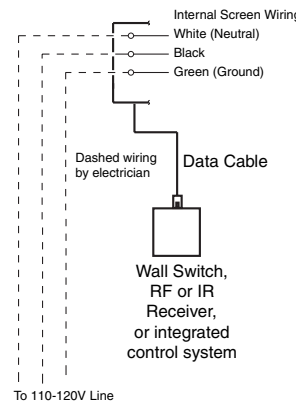 Internal Screen Wiring
White (Neutral)
Black
Green (Ground)
Dashed wiring
by electrician
Data Cable
Wall Switch,
RF or IR
Receiver,
or integrated
control system
To 110-120V Line